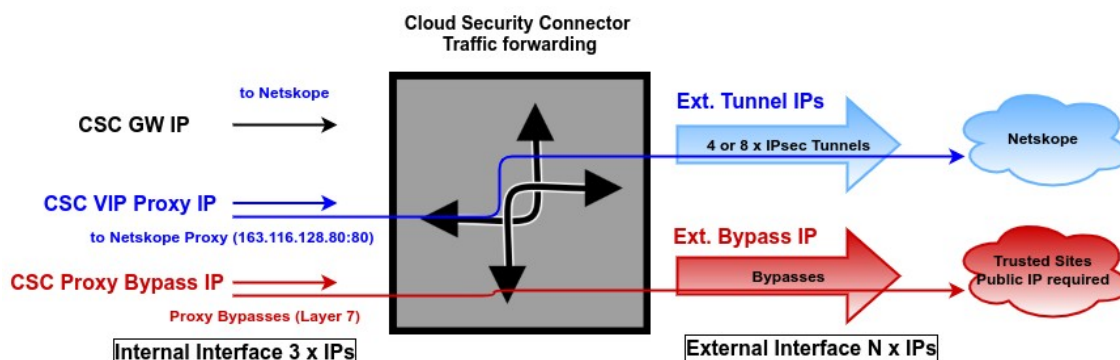 Cloud Security Connector
Traffic forwarding
to Netskope
CSC GW IP
Ext. Tunnel IPs
4 or 8 x IPsec Tunnels
Netskope
CSC VIP Proxy IP
to Netskope Proxy (163.116.128.80:80)
Ext. Bypass IP
CSC Proxy Bypass IP
Bypasses
Trusted Sites
Public IP required
Proxy Bypasses (Layer 7)
Internal Interface 3 x IPs
External Interface N x IPs